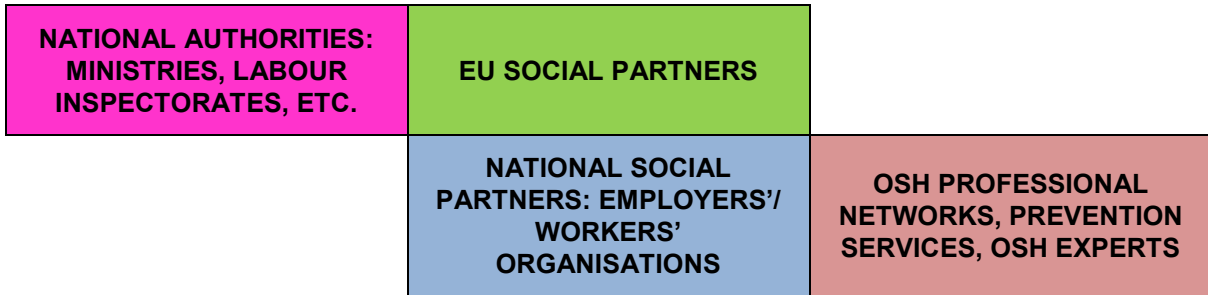 NATIONAL AUTHORITIES:
MINISTRIES, LABOUR
INSPECTORATES, ETC.
EU SOCIAL PARTNERS
NATIONAL SOCIAL
PARTNERS: EMPLOYERS’/
WORKERS’
ORGANISATIONS
OSH PROFESSIONAL
NETWORKS, PREVENTION
SERVICES, OSH EXPERTS